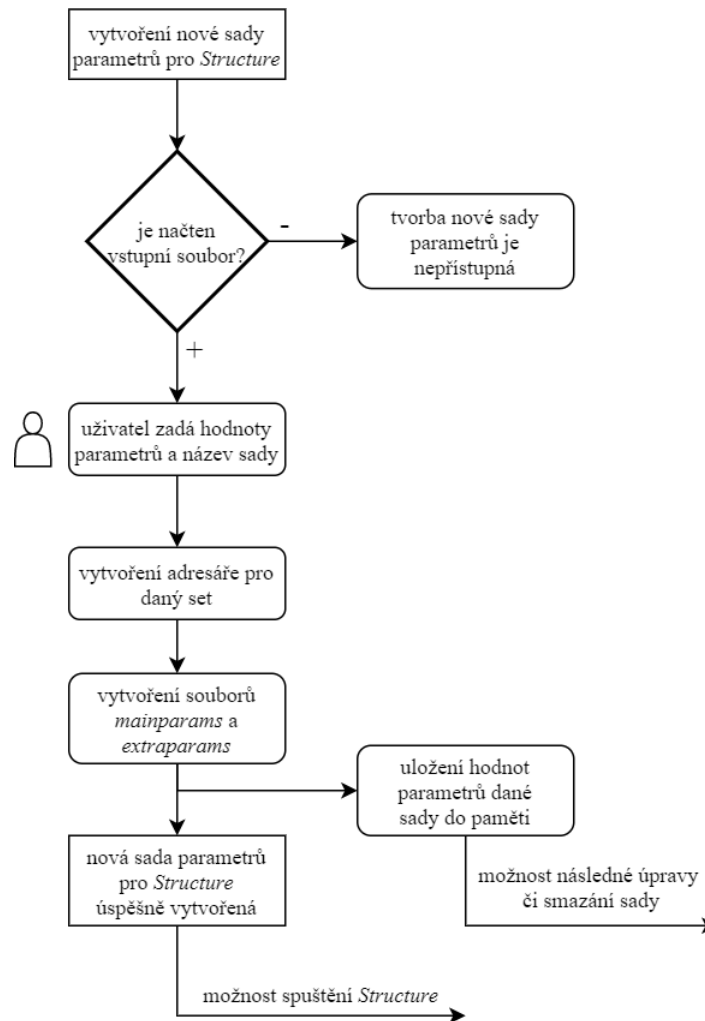 vytvoření nové sady
parametrů pro Structure
je načten
vstupní soubor?
-
tvorba nové sady
parametrů je
nepřístupná
+
uživatel zadá hodnoty
parametrů a název sady
vytvoření adresáře pro
daný set
vytvoření souborů
mainparams a
extraparams
uložení hodnot
parametrů dané
sady do paměti
nová sada parametrů
pro Structure
úspěšně vytvořená
možnost následné úpravy
či smazání sady
možnost spuštění Structure